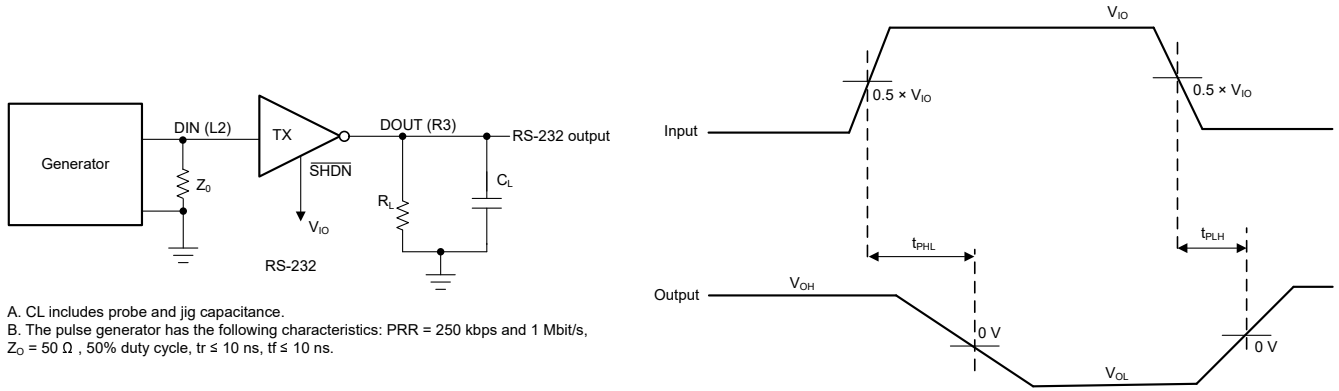 Generator
DIN (L2)
Z0
TX
SHDN
VIO
DOUT (R3)
RS-232 output
RL
CL
RS-232
A. CL includes probe and jig capacitance.
B. The pulse generator has the following characteristics: PRR = 250 kbps and 1 Mbit/s,
ZO = 50 Ω , 50% duty cycle, tr ≤ 10 ns, tf ≤ 10 ns.
VIO
0.5 × VIO
0.5 × VIO
Input
tPHL
tPLH
Output
VOH
0 V
0 V
VOL